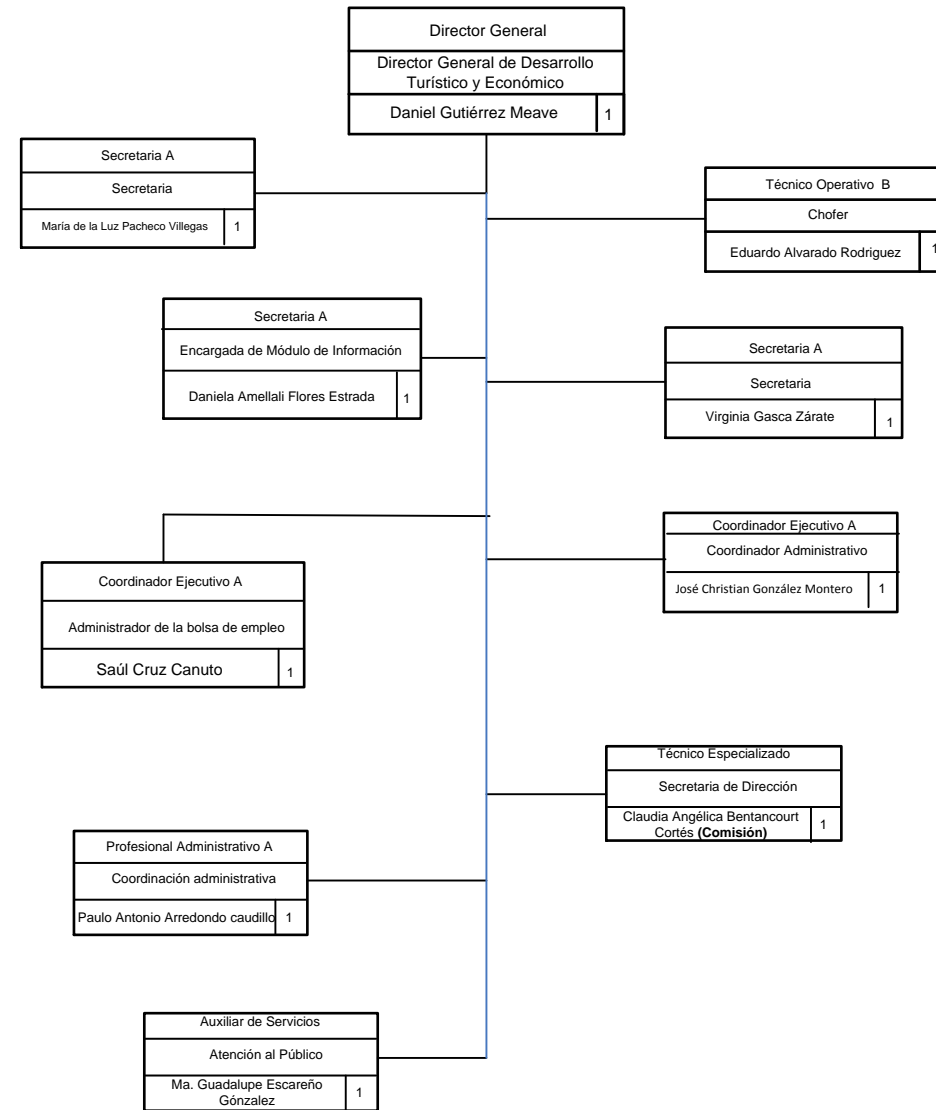 Director General
Director General de Desarrollo
Turístico y Económico
Daniel Gutiérrez Meave
1
Secretaria A
Secretaria
María de la Luz Pacheco Villegas
1
Técnico Operativo B
Chofer
Eduardo Alvarado Rodriguez
1
Secretaria A
Encargada de Módulo de Información
Daniela Amellali Flores Estrada
1
Secretaria A
Secretaria
Virginia Gasca Zárate
1
Coordinador Ejecutivo A
Administrador de la bolsa de empleo
Saúl Cruz Canuto
1
Coordinador Ejecutivo A
Coordinador Administrativo
José Christian González Montero
1
Técnico Especializado
Secretaria de Dirección
Claudia Angélica Bentancourt
Cortés (Comisión)
1
Profesional Administrativo A
Coordinación administrativa
Paulo Antonio Arredondo caudillo
1
Auxiliar de Servicios
Atención al Público
Ma. Guadalupe Escareño
Gónzalez
1